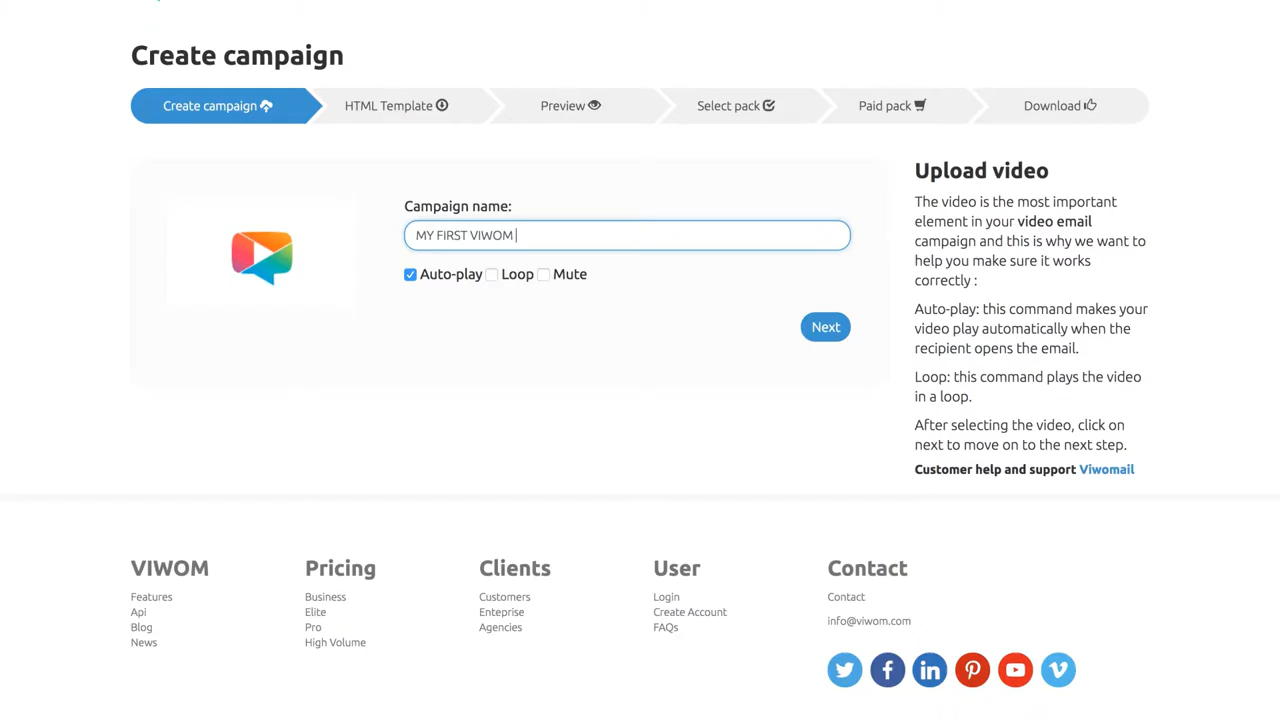 Create campaign
Create campaign
HTML Template
Preview
Select pack
Paid pack
Download
Campaign name:
MY FIRST VIWOM
Auto-play Loop Mute
Next
Upload video
The video is the most important
element in your video email
campaign and this is why we want to
help you make sure it works
correctly :
Auto-play: this command makes your
video play automatically when the
recipient opens the email.
Loop: this command plays the video
in a loop.
After selecting the video, click on
next to move on to the next step.
Customer help and support Viwomail
VIWOM
Features
Api
Blog
News
Pricing
Business
Elite
Pro
High Volume
Clients
Customers
Enteprise
Agencies
User
Login
Create Account
FAQs
Contact
Contact
info@viwom.com